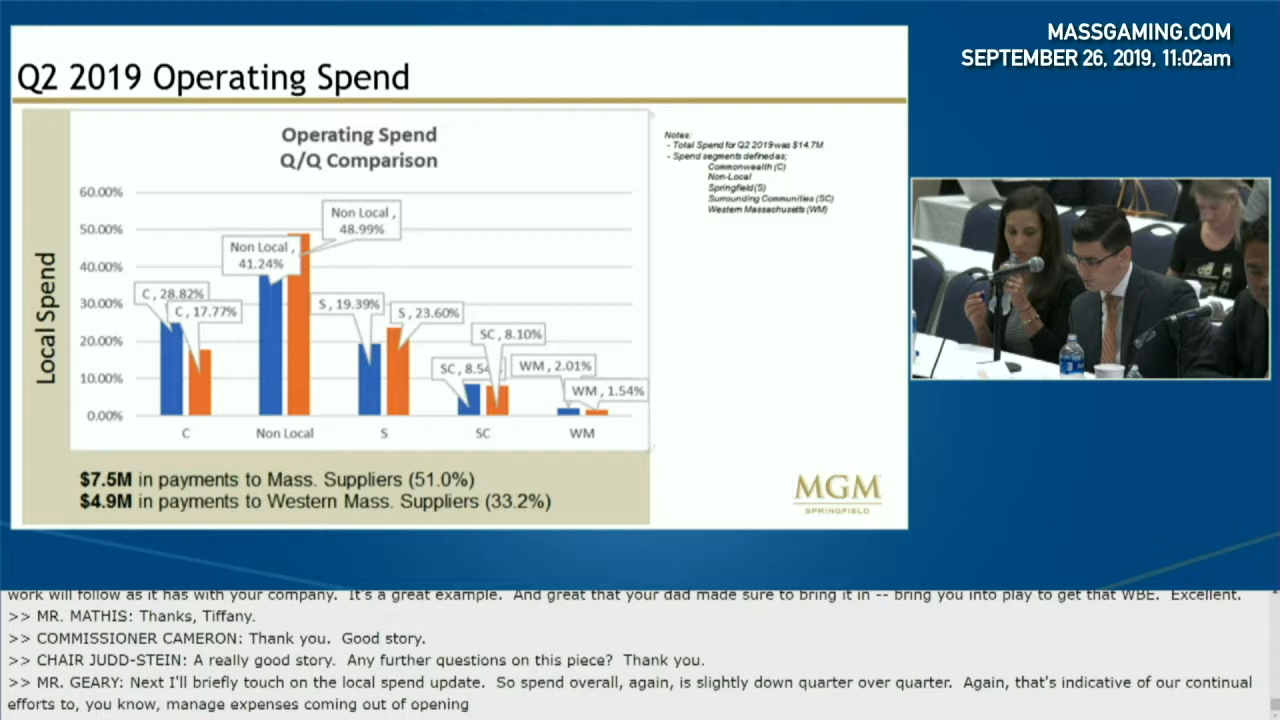 MASSGAMING.COM
SEPTEMBER 26, 2019, 11:02am
Q2 2019 Operating Spend
Operating Spend
Q/Q Comparison
Local Spend
60.00%
50.00%
40.00%
30.00%
20.00%
10.00%
0.00%
C , 28.82%
C , 17.77%
Non Local ,
41.24%
Non Local ,
48.99%
S , 19.39%
S , 23.60%
SC , 8.54
SC , 8.10%
WM , 2.01%
WM , 1.54%
C
Non Local
S
SC
WM
Notes:
- Total Spend for Q2 2019 was $14.7M
- Spend segments defined as;
Commonwealth (C)
Non-Local
Springfield (S)
Surrounding Communities (SC)
Western Massachusetts (WM)
$7.5M in payments to Mass. Suppliers (51.0%)
$4.9M in payments to Western Mass. Suppliers (33.2%)
MGM
SPRINGFIELD
work will follow as it has with your company. It's a great example. And great that your dad made sure to bring it in -- bring you into play to get that WBE. Excellent.
>> MR. MATHIS: Thanks, Tiffany.
>> COMMISSIONER CAMERON: Thank you. Good story.
>> CHAIR JUDD-STEIN: A really good story. Any further questions on this piece? Thank you.
>> MR. GEARY: Next I'll briefly touch on the local spend update. So spend overall, again, is slightly down quarter over quarter. Again, that's indicative of our continual
efforts to, you know, manage expenses coming out of opening